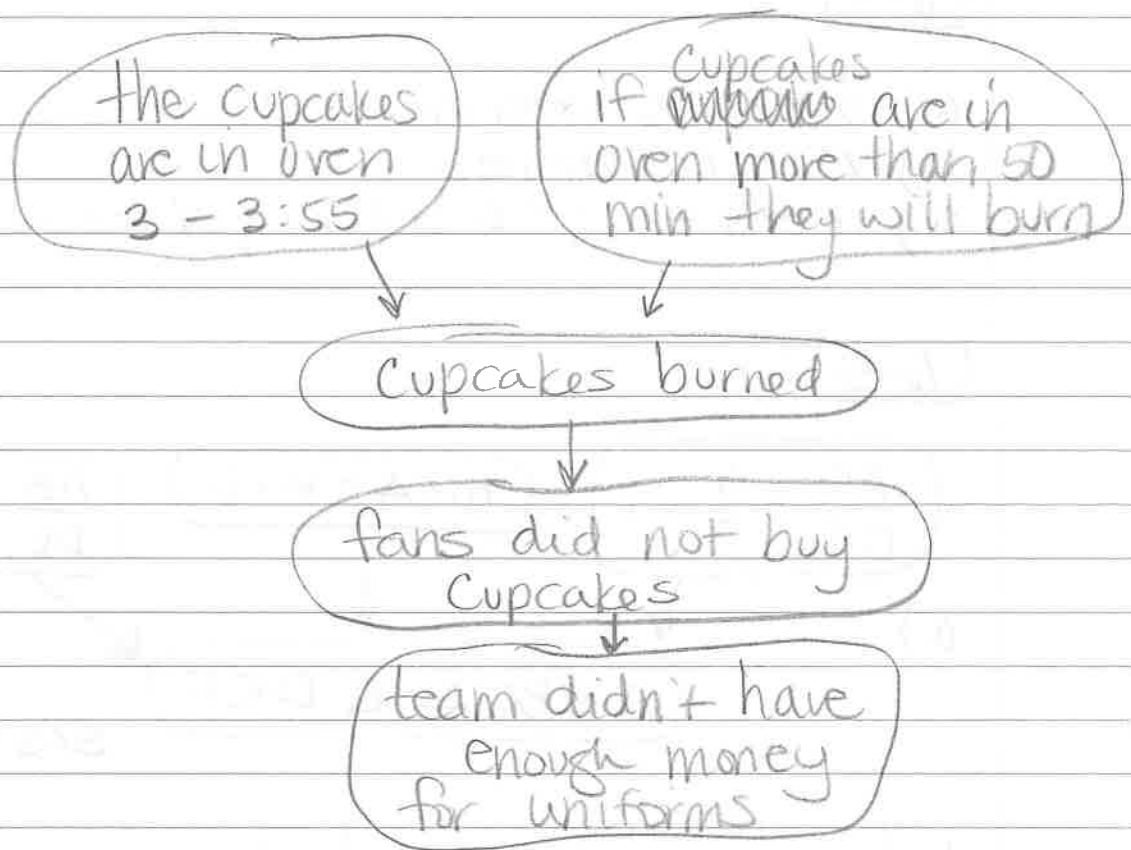 the cupcakes
are in oven
3 - 3:55
cupcakes
if are in
oven more than 50
min they will burn
Cupcakes burned
fans did not buy
Cupcakes
team didn't have
enough money
for uniforms